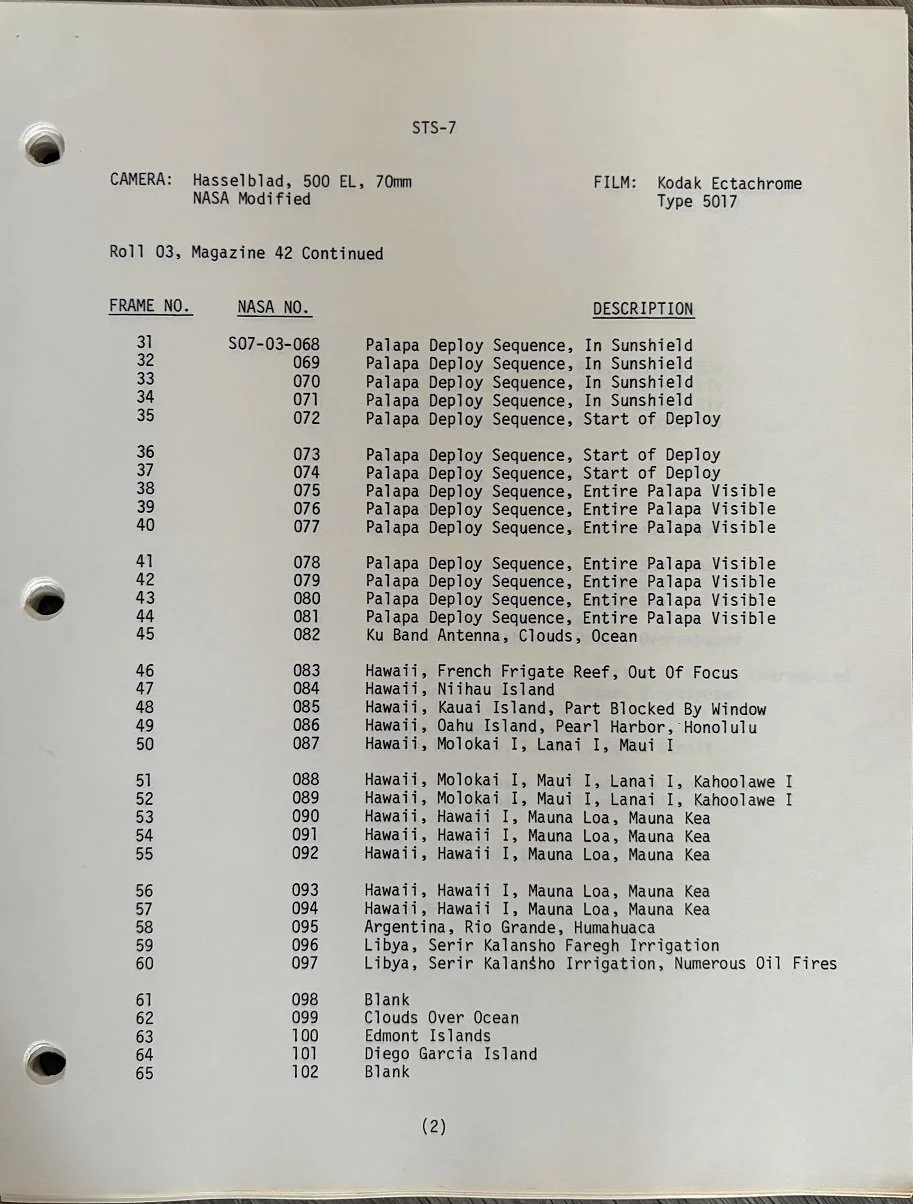 STS-7
CAMERA: Hasselblad, 500 EL, 70mm FILM: Kodak Ectachrome
NASA Modified Type 5017
Roll 03, Magazine 42 Continued
FRAME NO. NASA NO. DESCRIPTION
31 S07-03-068 Palapa Deploy Sequence, In Sunshield
32 069 Palapa Deploy Sequence, In Sunshield
33 070 Palapa Deploy Sequence, In Sunshield
34 071 Palapa Deploy Sequence, In Sunshield
35 072 Palapa Deploy Sequence, Start of Deploy
36 073 Palapa Deploy Sequence, Start of Deploy
37 074 Palapa Deploy Sequence, Start of Deploy
38 075 Palapa Deploy Sequence, Entire Palapa Visible
39 076 Palapa Deploy Sequence, Entire Palapa Visible
40 077 Palapa Deploy Sequence, Entire Palapa Visible
41 078 Palapa Deploy Sequence, Entire Palapa Visible
42 079 Palapa Deploy Sequence, Entire Palapa Visible
43 080 Palapa Deploy Sequence, Entire Palapa Visible
44 081 Palapa Deploy Sequence, Entire Palapa Visible
45 082 Ku Band Antenna, Clouds, Ocean
46 083 Hawaii, French Frigate Reef, Out Of Focus
47 084 Hawaii, Niihau Island
48 085 Hawaii, Kauai Island, Part Blocked By Window
49 086 Hawaii, Oahu Island, Pearl Harbor, Honolulu
50 087 Hawaii, Molokai I, Lanai I, Maui I
51 088 Hawaii, Molokai I, Maui I, Lanai I, Kahoolawe I
52 089 Hawaii, Molokai I, Maui I, Lanai I, Kahoolawe I
53 090 Hawaii, Hawaii I, Mauna Loa, Mauna Kea
54 091 Hawaii, Hawaii I, Mauna Loa, Mauna Kea
55 092 Hawaii, Hawaii I, Mauna Loa, Mauna Kea
56 093 Hawaii, Hawaii I, Mauna Loa, Mauna Kea
57 094 Hawaii, Hawaii I, Mauna Loa, Mauna Kea
58 095 Argentina, Rio Grande, Humahuaca
59 096 Libya, Serir Kalansho Faregh Irrigation
60 097 Libya, Serir Kalansho Irrigation, Numerous Oil Fires
61 098 Blank
62 099 Clouds Over Ocean
63 100 Edmont Islands
64 101 Diego Garcia Island
65 102 Blank
(2)